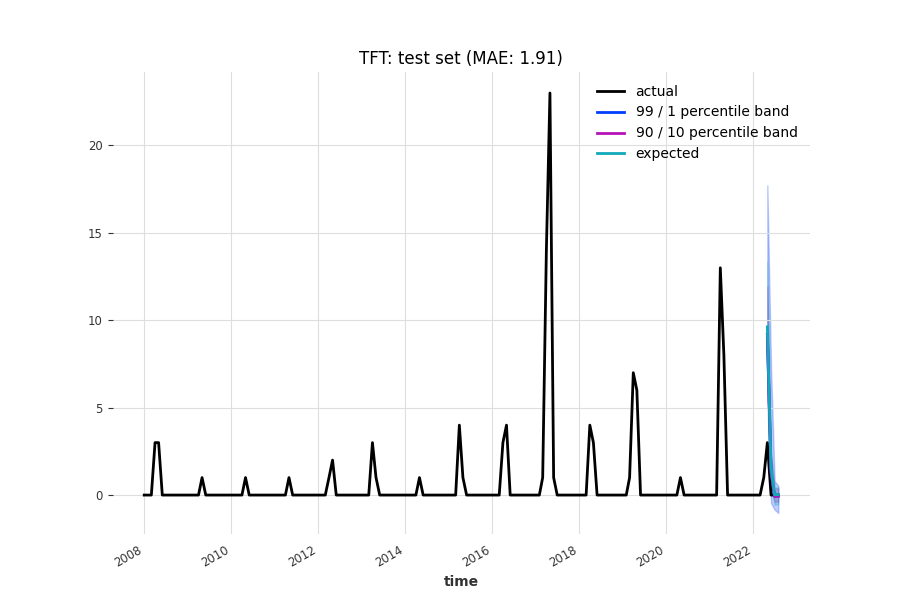 TFT: test set (MAE: 1.91)
actual
99 / 1 percentile band
90 / 10 percentile band
expected
20
15
10
5
0
2008
2010
2012
2014
2016
2018
2020
2022
time